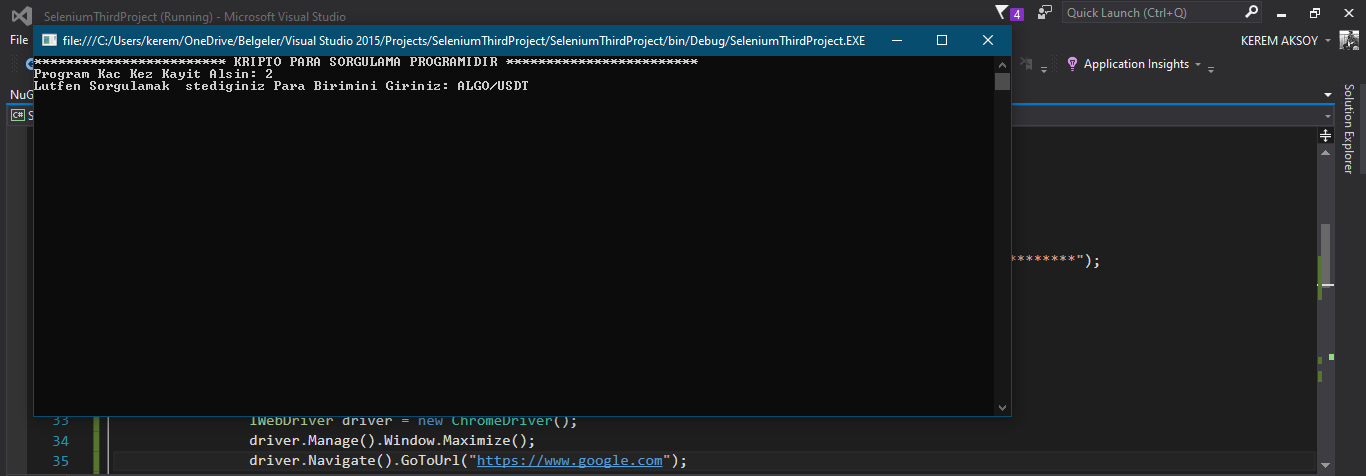 SeleniumThirdProject (Running) - Microsoft Visual Studio
4
Quick Launch (Ctrl+Q)
File
file:///C:/Users/kerem/OneDrive/Belgeler/Visual Studio 2015/Projects/SeleniumThirdProject/SeleniumThirdProject/bin/Debug/SeleniumThirdProject.EXE
KEREM AKSOY
************************ KRIPTO PARA SORGULAMA PROGRAMIDIR ************************
Program Kac Kez Kayit Alsin: 2
Lutfen Sorgulamak  stediginiz Para Birimini Giriniz: ALGO/USDT
Application Insights
NuG
C# S
Solution Explorer
********");
33 IWebDriver driver = new ChromeDriver();
34 driver.Manage().Window.Maximize();
35 driver.Navigate().GoToUrl("https://www.google.com");